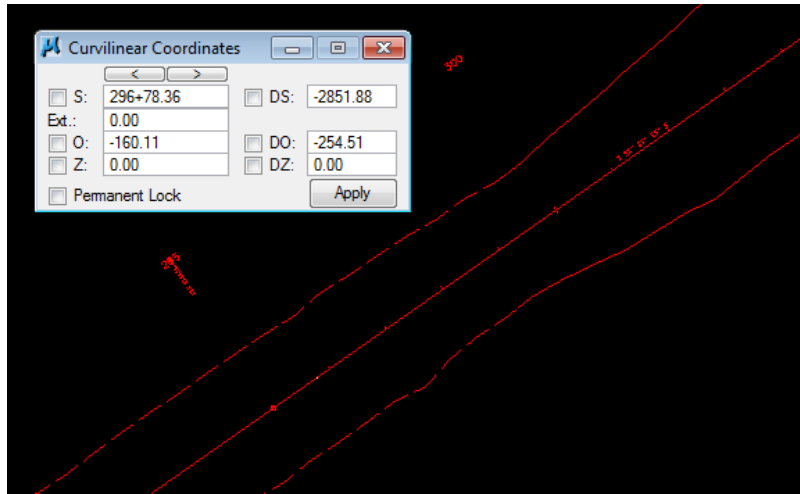 Curvilinear Coordinates
< >
S: 296+78.36 DS: -2851.88
Ext.: 0.00
O: -160.11 DO: -254.51
Z: 0.00 DZ: 0.00
Permanent Lock Apply
300
295